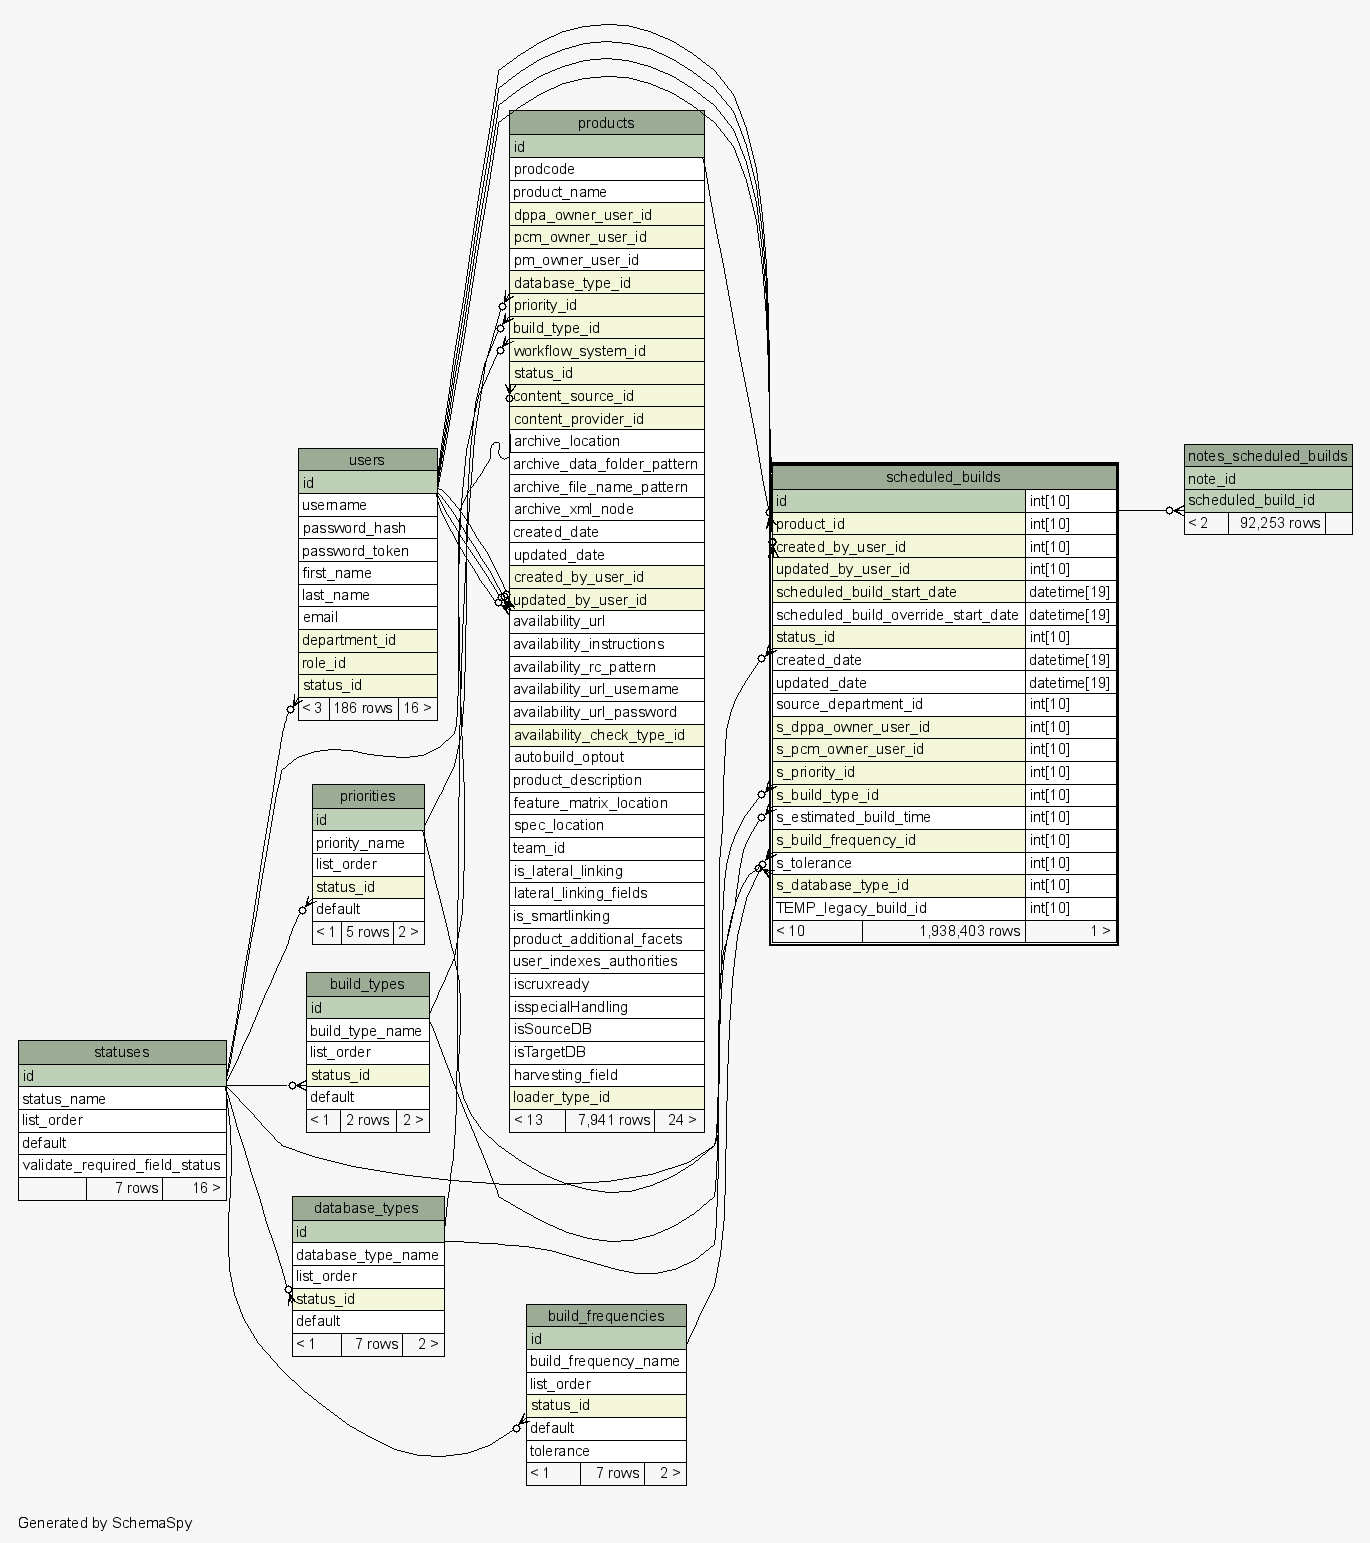 products
id
prodcode
product_name
dppa_owner_user_id
pcm_owner_user_id
pm_owner_user_id
database_type_id
priority_id
build_type_id
workflow_system_id
status_id
content_source_id
content_provider_id
archive_location
archive_data_folder_pattern
archive_file_name_pattern
archive_xml_node
created_date
updated_date
created_by_user_id
updated_by_user_id
availability_url
availability_instructions
availability_rc_pattern
availability_url_username
availability_url_password
availability_check_type_id
autobuild_optout
product_description
feature_matrix_location
spec_location
team_id
is_lateral_linking
lateral_linking_fields
is_smartlinking
product_additional_facets
user_indexes_authorities
iscruxready
isspecialHandling
isSourceDB
isTargetDB
harvesting_field
loader_type_id
< 13 7,941 rows 24 >
users
id
username
password_hash
password_token
first_name
last_name
email
department_id
role_id
status_id
< 3 186 rows 16 >
scheduled_builds
id int[10]
product_id int[10]
created_by_user_id int[10]
updated_by_user_id int[10]
scheduled_build_start_date datetime[19]
scheduled_build_override_start_date datetime[19]
status_id int[10]
created_date datetime[19]
updated_date datetime[19]
source_department_id int[10]
s_dppa_owner_user_id int[10]
s_pcm_owner_user_id int[10]
s_priority_id int[10]
s_build_type_id int[10]
s_estimated_build_time int[10]
s_build_frequency_id int[10]
s_tolerance int[10]
s_database_type_id int[10]
TEMP_legacy_build_id int[10]
< 10 1,938,403 rows 1 >
notes_scheduled_builds
note_id
scheduled_build_id
< 2 92,253 rows
priorities
id
priority_name
list_order
status_id
default
< 1 5 rows 2 >
build_types
id
build_type_name
list_order
status_id
default
< 1 2 rows 2 >
statuses
id
status_name
list_order
default
validate_required_field_status
7 rows 16 >
database_types
id
database_type_name
list_order
status_id
default
< 1 7 rows 2 >
build_frequencies
id
build_frequency_name
list_order
status_id
default
tolerance
< 1 7 rows 2 >
Generated by SchemaSpy